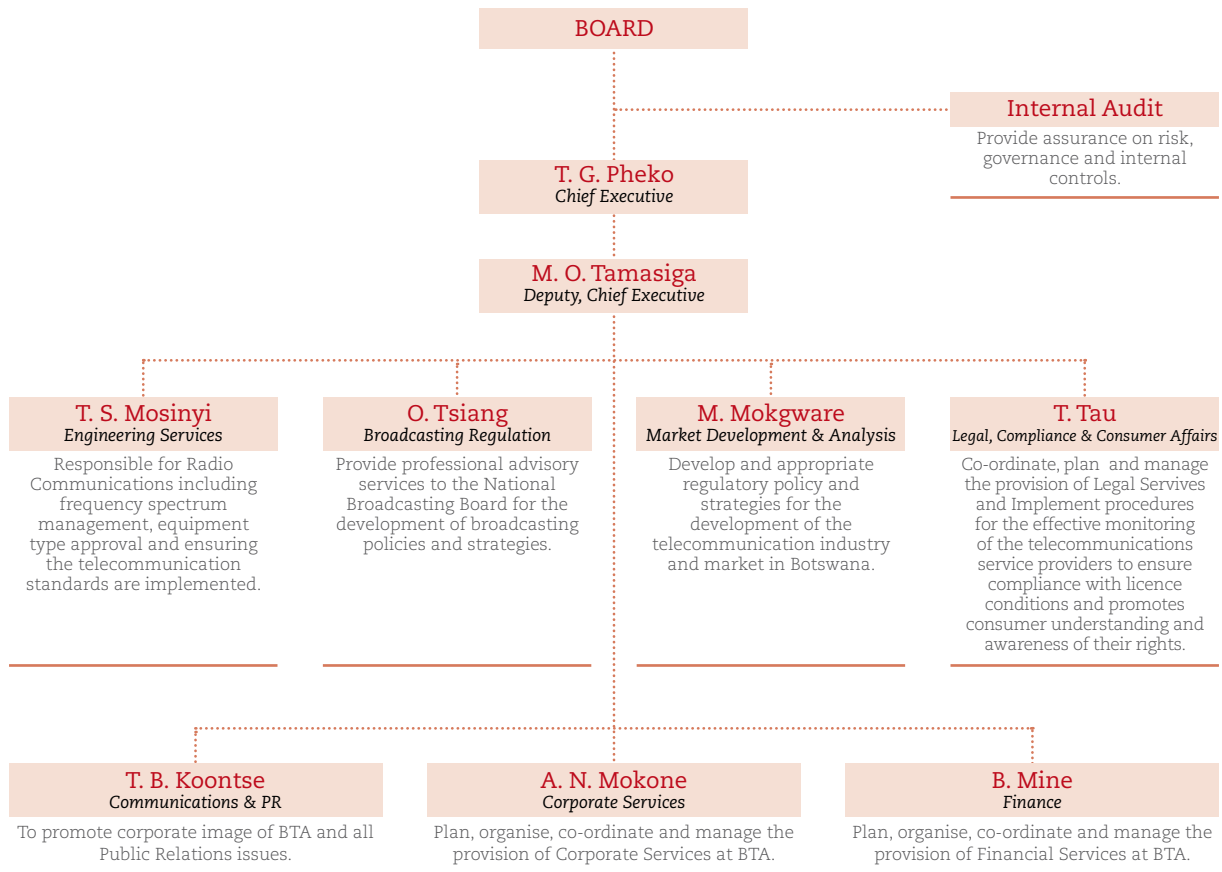 BOARD
Internal Audit
Provide assurance on risk,
governance and internal
controls.
T. G. Pheko
Chief Executive
M. O. Tamasiga
Deputy, Chief Executive
T. S. Mosinyi
Engineering Services
Responsible for Radio
Communications including
frequency spectrum
management, equipment
type approval and ensuring
the telecommunication
standards are implemented.
O. Tsiang
Broadcasting Regulation
Provide professional advisory
services to the National
Broadcasting Board for the
development of broadcasting
policies and strategies.
M. Mokgware
Market Development & Analysis
Develop and appropriate
regulatory policy and
strategies for the
development of the
telecommunication industry
and market in Botswana.
T. Tau
Legal, Compliance & Consumer Affairs
Co-ordinate, plan and manage
the provision of Legal Servives
and Implement procedures
for the effective monitoring
of the telecommunications
service providers to ensure
compliance with licence
conditions and promotes
consumer understanding and
awareness of their rights.
T. B. Koontse
Communications & PR
To promote corporate image of BTA and all
Public Relations issues.
A. N. Mokone
Corporate Services
Plan, organise, co-ordinate and manage the
provision of Corporate Services at BTA.
B. Mine
Finance
Plan, organise, co-ordinate and manage the
provision of Financial Services at BTA.